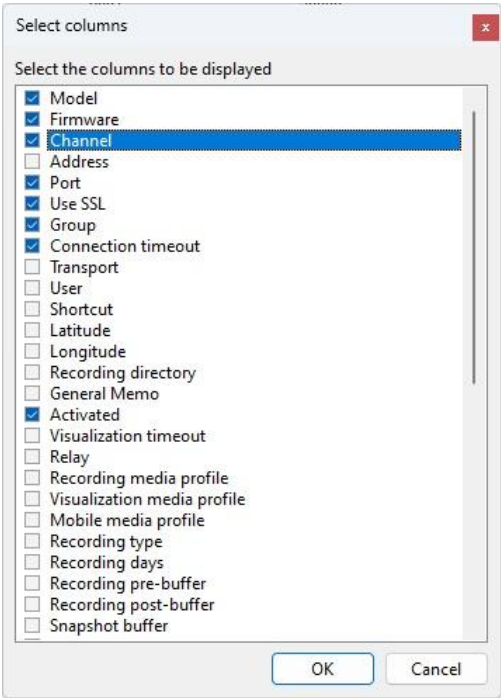 Select columns
x
Select the columns to be displayed
Model
Firmware
Channel
Address
Port
Use SSL
Group
Connection timeout
Transport
User
Shortcut
Latitude
Longitude
Recording directory
General Memo
Activated
Visualization timeout
Relay
Recording media profile
Visualization media profile
Mobile media profile
Recording type
Recording days
Recording pre-buffer
Recording post-buffer
Snapshot buffer
OK Cancel